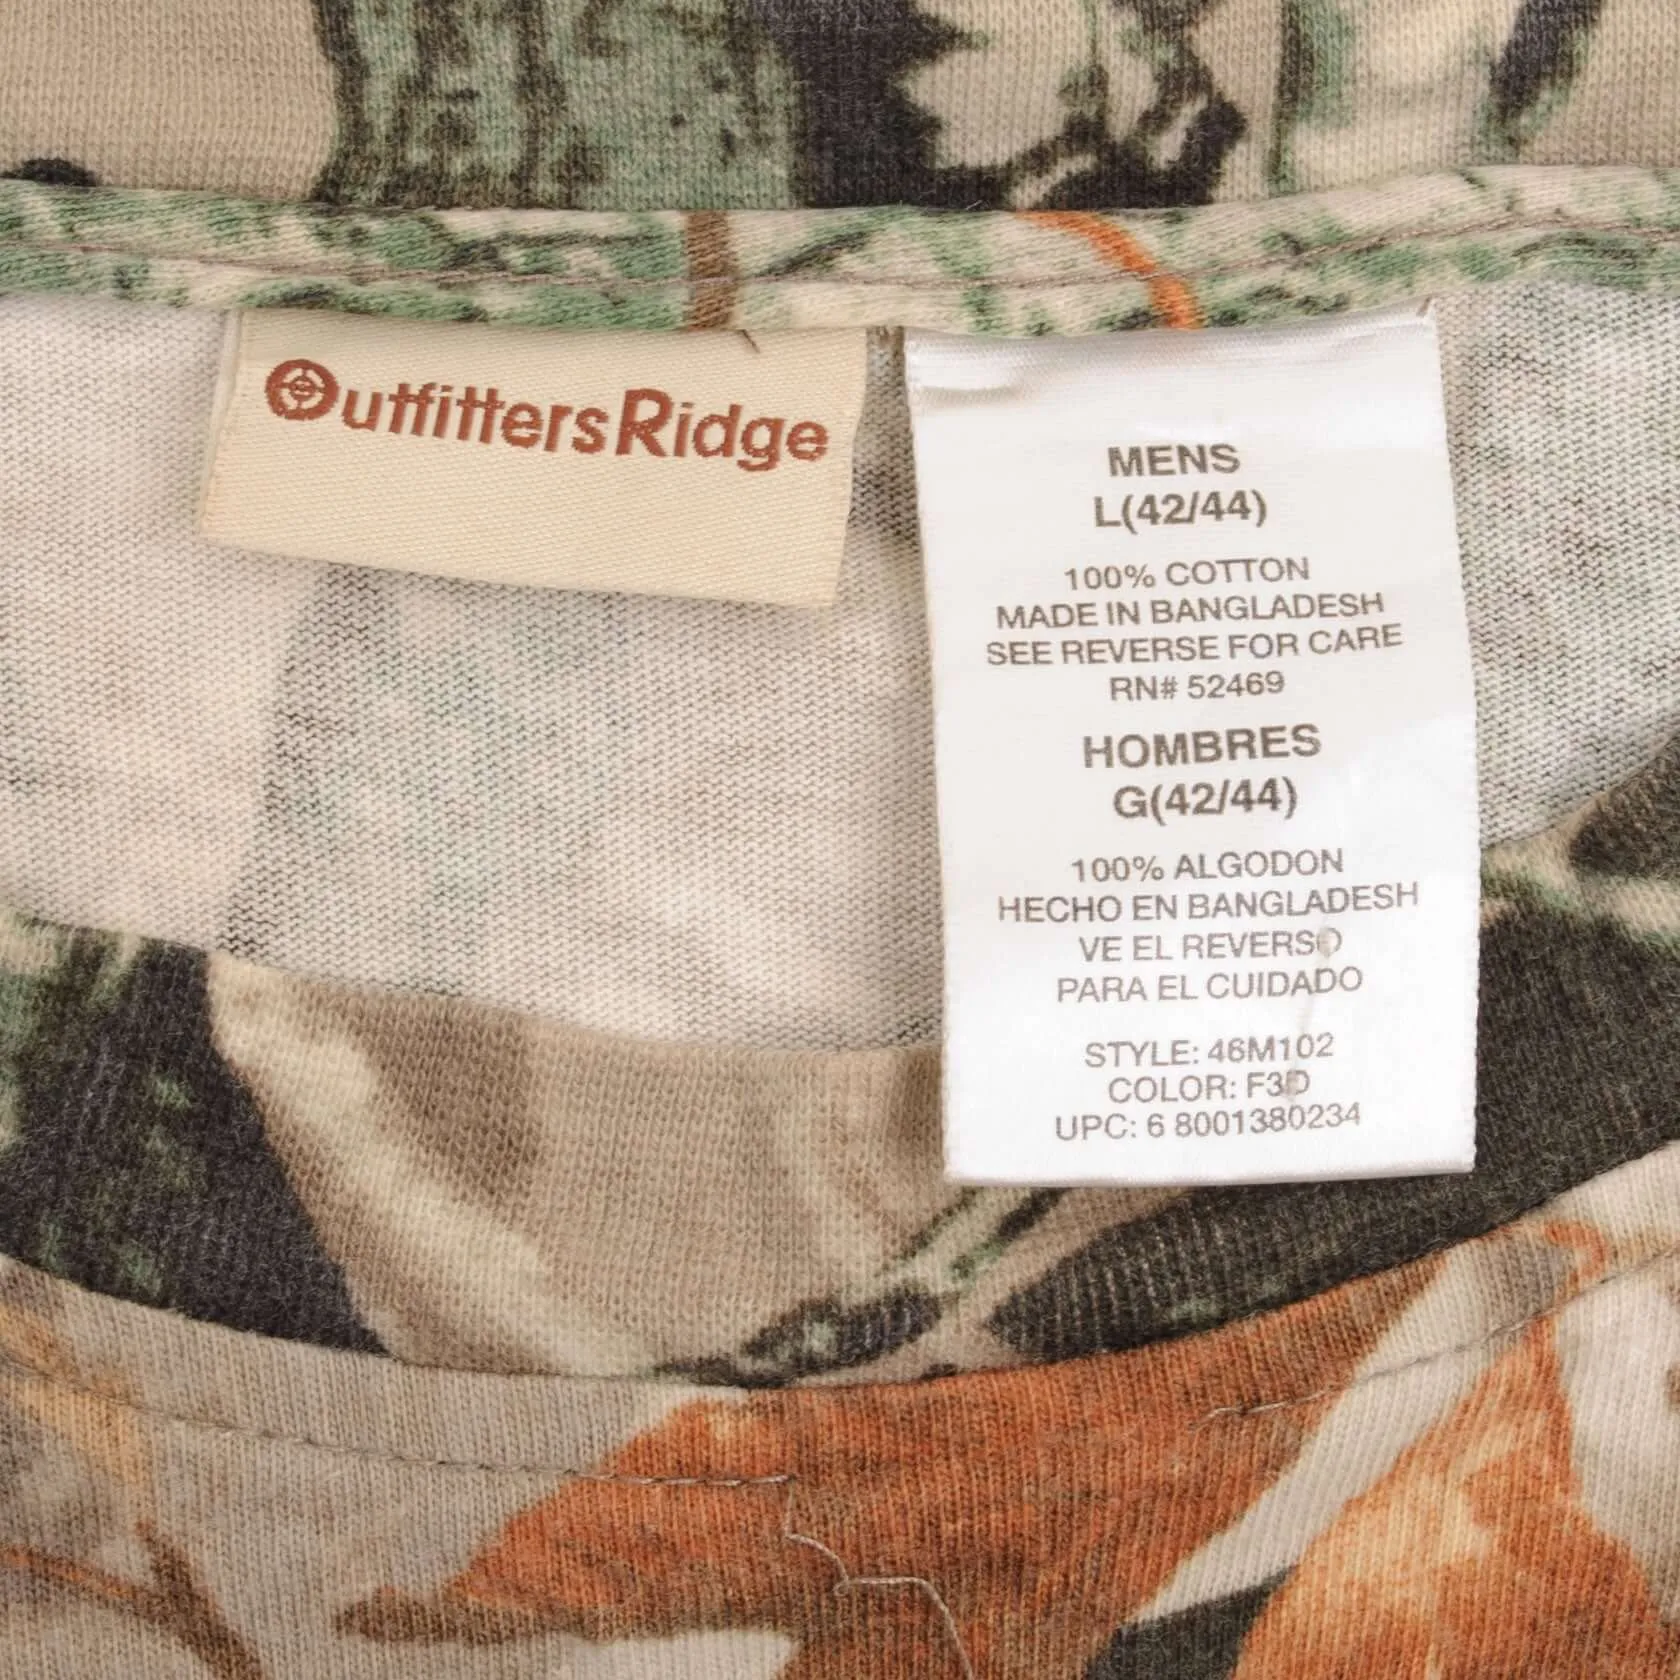 OutfittersRidge
MENS
L(42/44)
100% COTTON
MADE IN BANGLADESH
SEE REVERSE FOR CARE
RN# 52469
HOMBRES
G(42/44)
100% ALGODON
HECHO EN BANGLADESH
VE EL REVERSO
PARA EL CUIDADO
STYLE: 46M102
COLOR: F3D
UPC: 6 8001380234